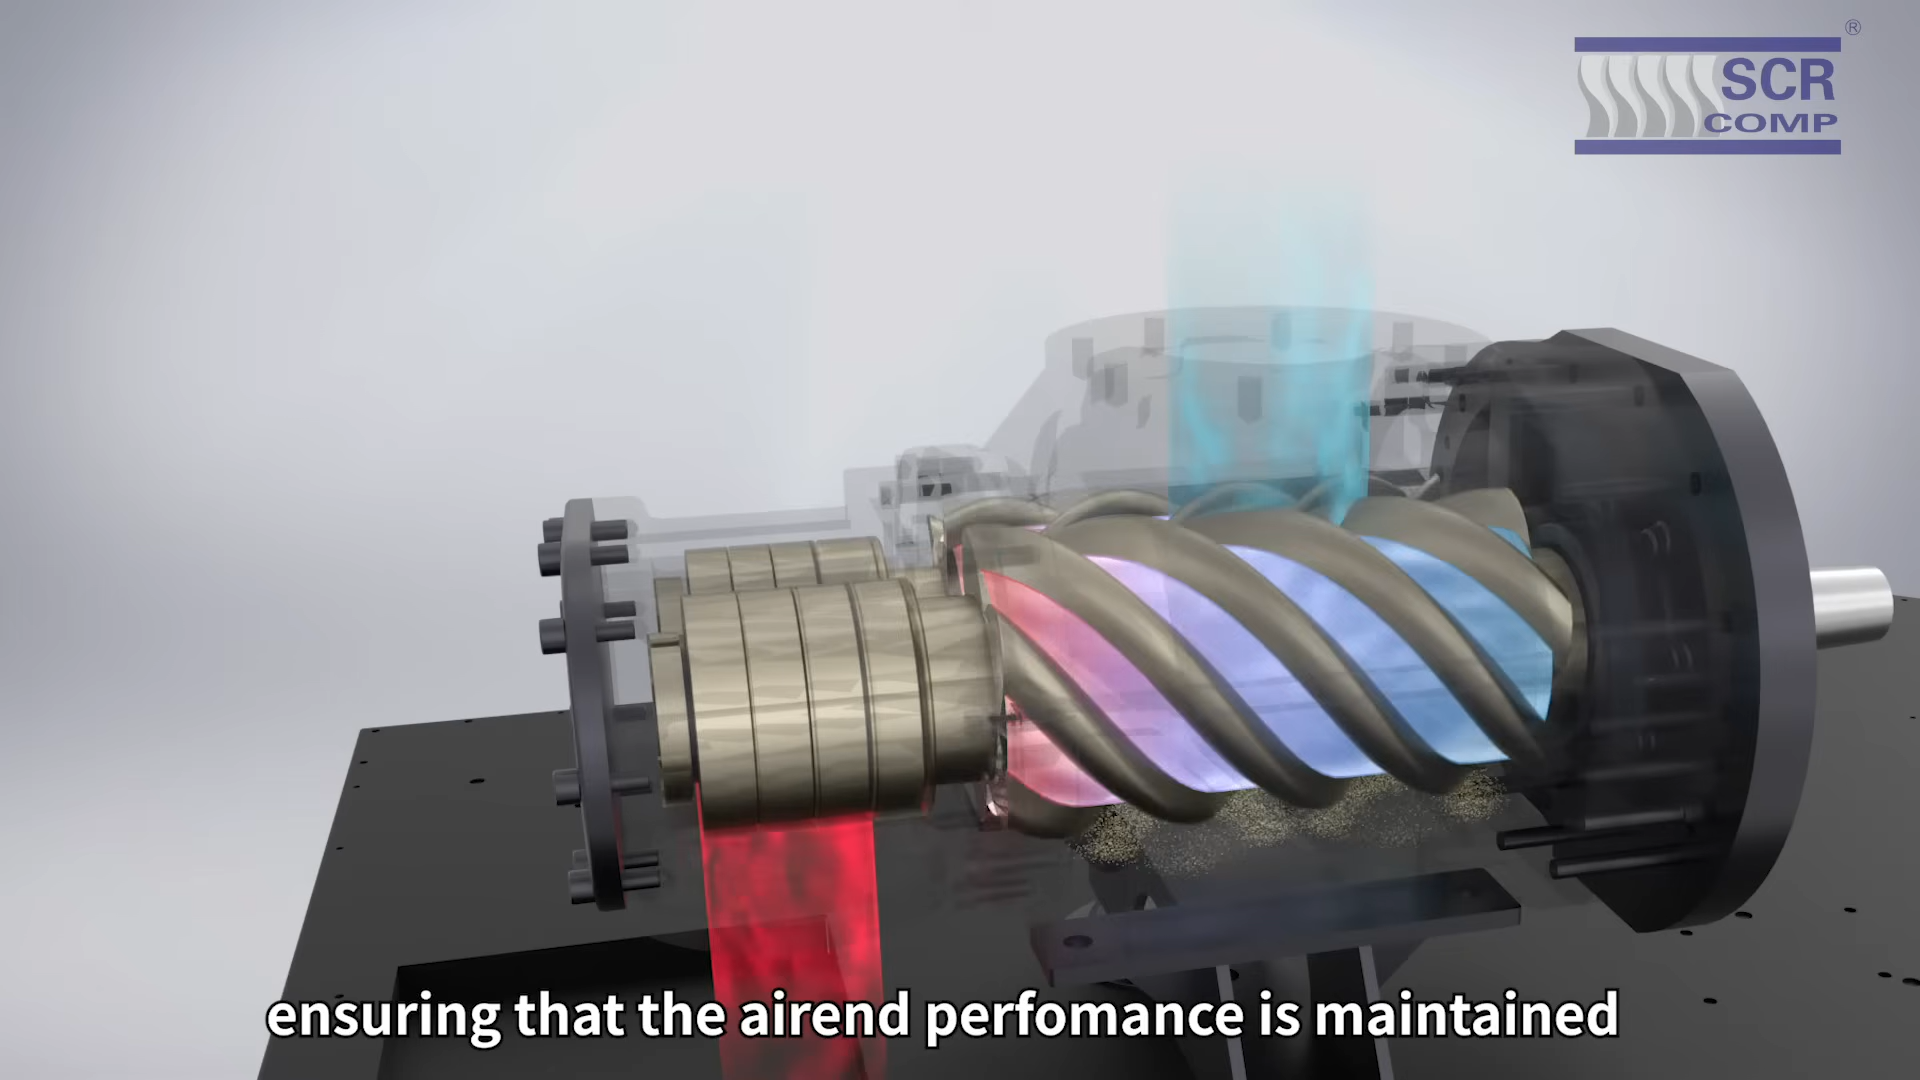 ®
SCR
COMP
ensuring that the airend perfomance is maintained